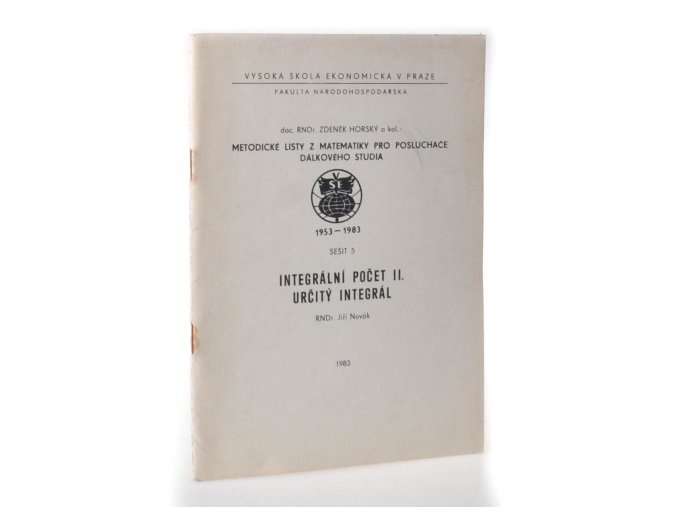 VYSOKÁ ŠKOLA EKONOMICKÁ V PRAZE
FAKULTA NÁRODOHOSPODÁŘSKÁ
doc. RNDr. ZDENĚK HORSKÝ a kol.:
METODICKÉ LISTY Z MATEMATIKY PRO POSLUCHAČE
DÁLKOVÉHO STUDIA
V
ŠE
1953 — 1983
SEŠIT 5
INTEGRÁLNÍ POČET II.
URČITÝ INTEGRÁL
RNDr. Jiří Novák
1983